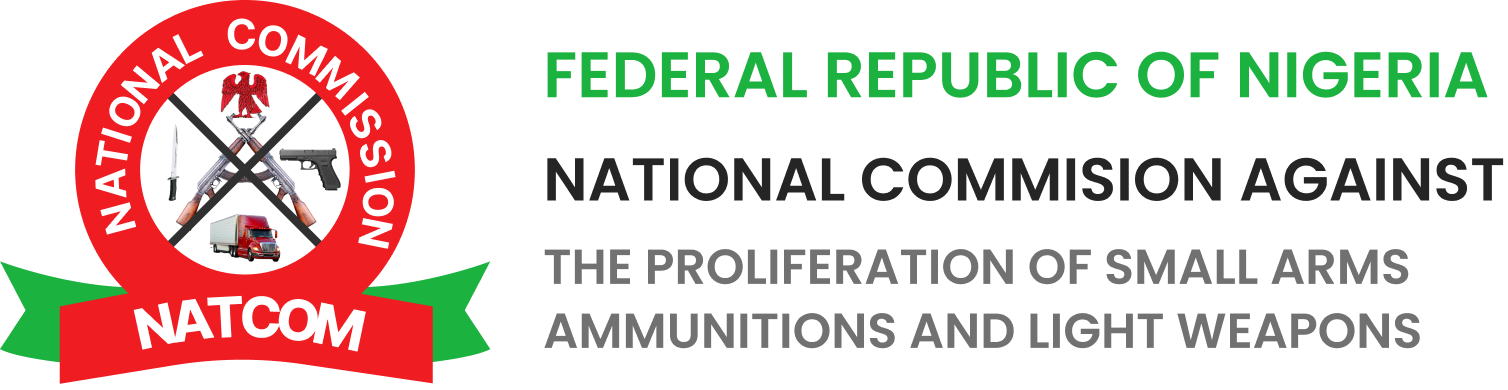 NATIONAL COMMISSION
NATCOM
FEDERAL REPUBLIC OF NIGERIA
NATIONAL COMMISION AGAINST
THE PROLIFERATION OF SMALL ARMS
AMMUNITIONS AND LIGHT WEAPONS